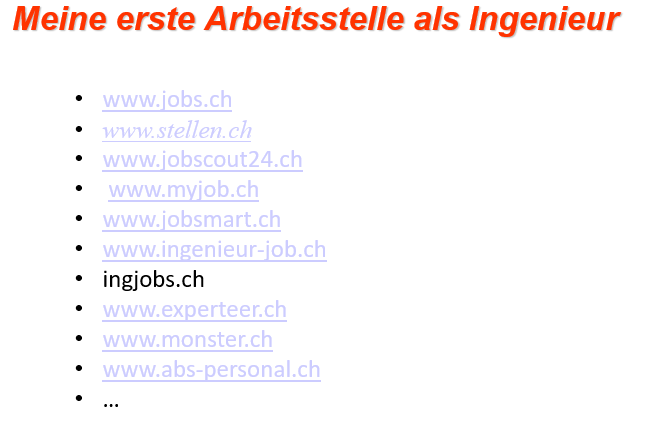 Meine erste Arbeitsstelle als Ingenieur
• www.jobs.ch
• www.stellen.ch
• www.jobscout24.ch
• www.myjob.ch
• www.jobsmart.ch
• www.ingenieur-job.ch
• ingjobs.ch
• www.experteer.ch
• www.monster.ch
• www.abs-personal.ch
• ...